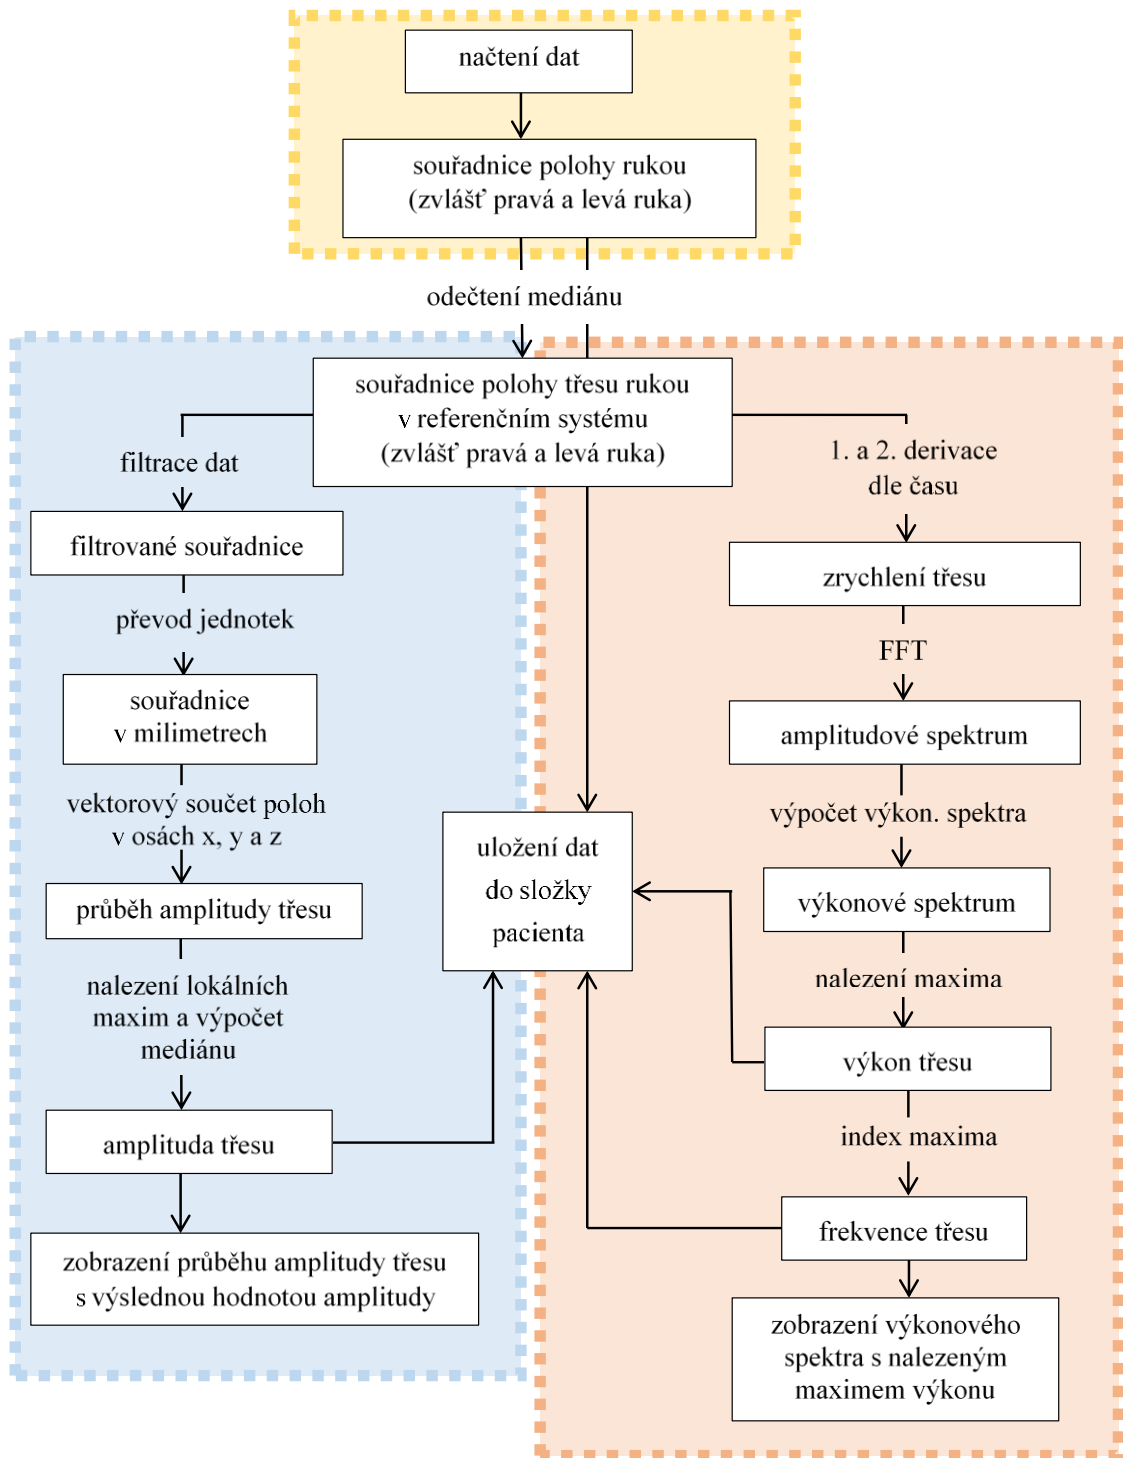 načtení dat
souřadnice polohy rukou
(zvlášť pravá a levá ruka)
odečtení mediánu
souřadnice polohy třesu rukou
v referenčním systému
(zvlášť pravá a levá ruka)
filtrace dat
filtrované souřadnice
převod jednotek
souřadnice
v milimetrech
vektorový součet poloh
v osách x, y a z
průběh amplitudy třesu
nalezení lokálních
maxim a výpočet
mediánu
amplituda třesu
zobrazení průběhu amplitudy třesu
s výslednou hodnotou amplitudy
uložení dat
do složky
pacienta
1. a 2. derivace
dle času
zrychlení třesu
FFT
amplitudové spektrum
výpočet výkon. spektra
výkonové spektrum
nalezení maxima
výkon třesu
index maxima
frekvence třesu
zobrazení výkonového
spektra s nalezeným
maximem výkonu